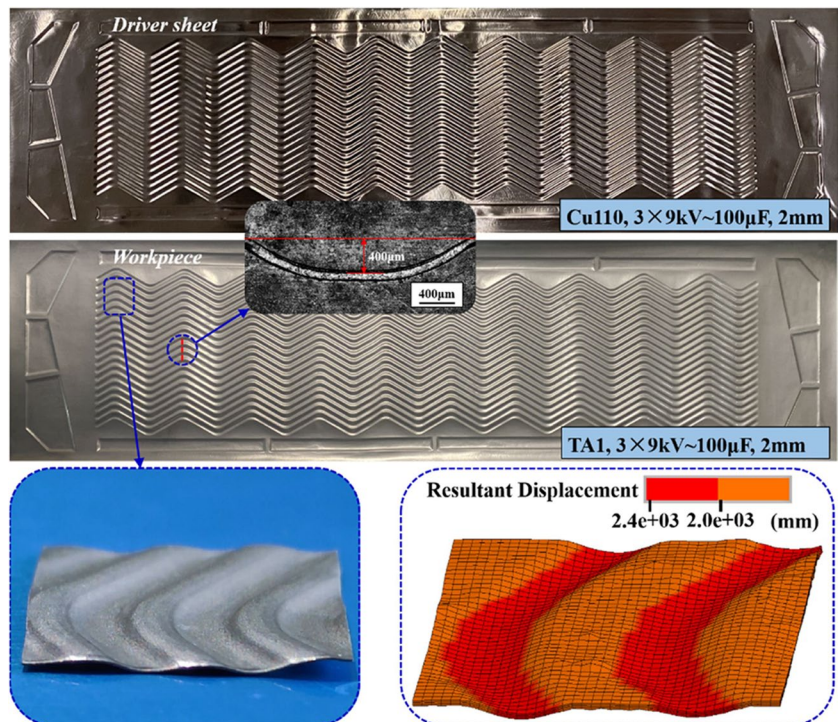 Driver sheet
Cu110, 3×9kV~100μF, 2mm
Workpiece
400μm
400μm
TA1, 3×9kV~100μF, 2mm
Resultant Displacement
2.4e+03 2.0e+03 (mm)